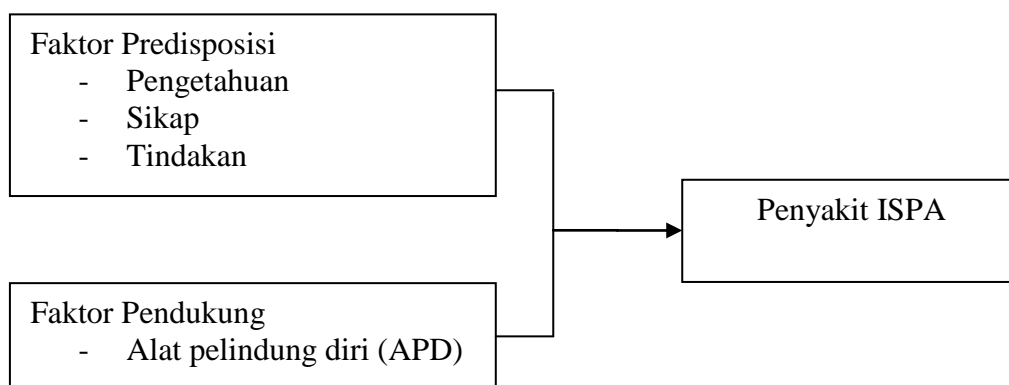 Faktor Predisposisi
- Pengetahuan
- Sikap
- Tindakan
Penyakit ISPA
Faktor Pendukung
- Alat pelindung diri (APD)